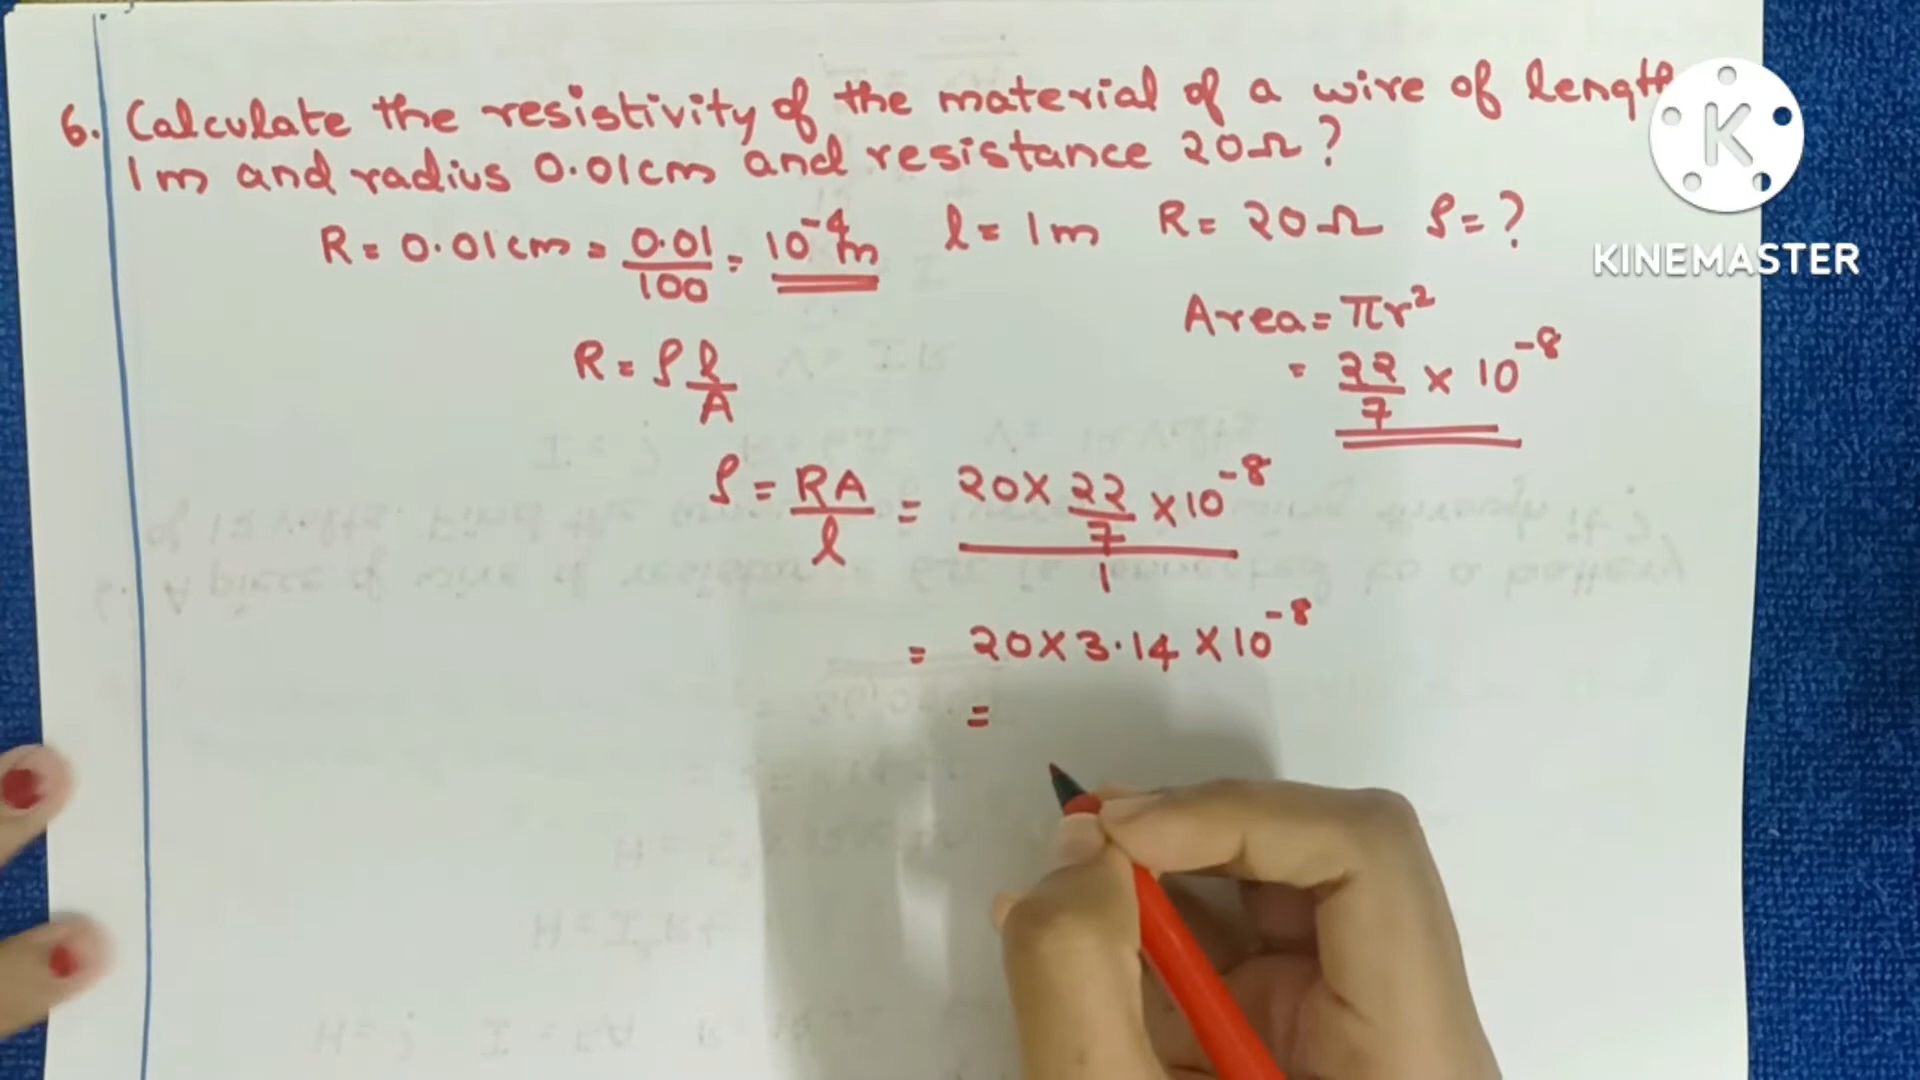 6. Calculate the resistivity of the material of a wire of length
1m and radius 0.01cm and resistance 20Ω?
R = 0.01cm = 0.01/100 = 10⁻⁴m l = 1m R = 20Ω ρ = ?
Area = πr²
= 22/7 × 10⁻⁸
R = ρ l/A
ρ = RA/l = 20 × 22/7 × 10⁻⁸ / 1
= 20 × 3.14 × 10⁻⁸
=
K
KINEMASTER